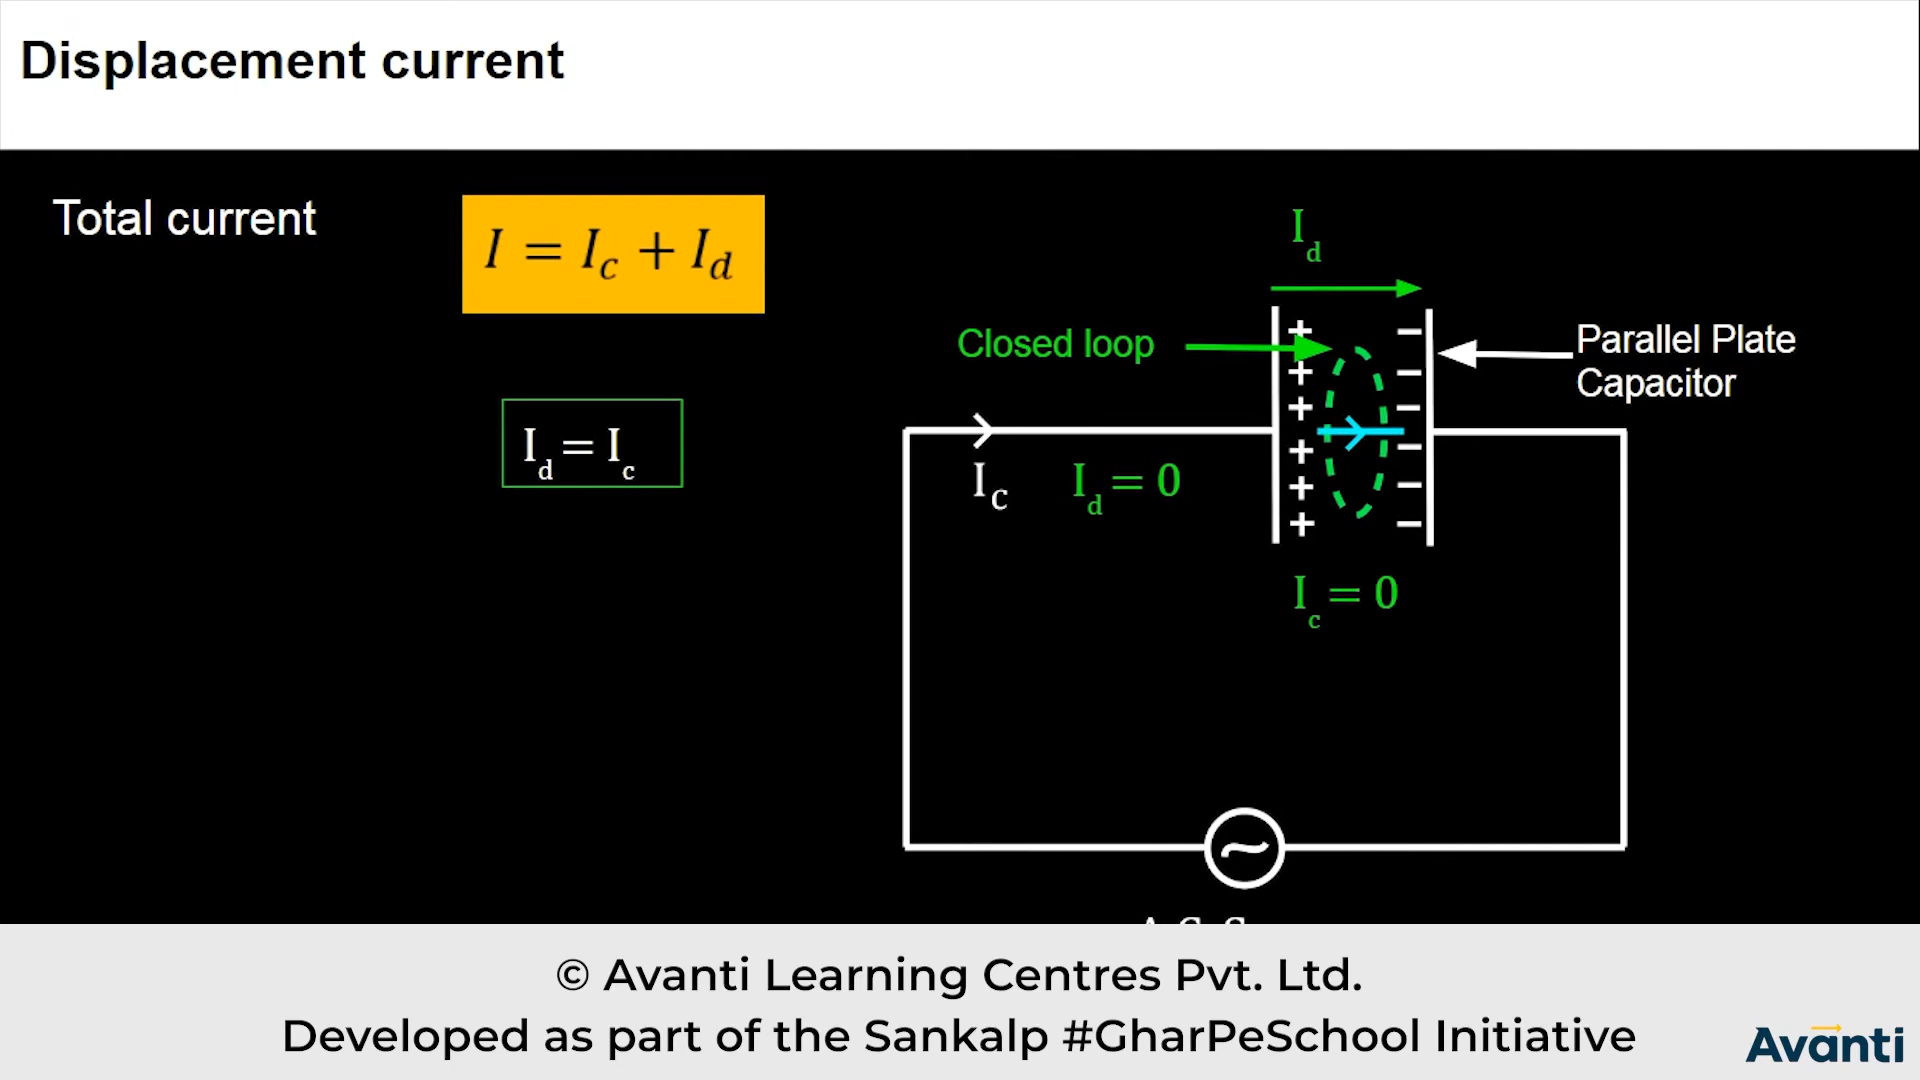 Displacement current
Total current
I = I_c + I_d
I_d
Closed loop
Parallel Plate
Capacitor
I_d = I_c
I_c
I_d = 0
+ + + + + +
− − − − − −
I_c = 0
~
© Avanti Learning Centres Pvt. Ltd.
Developed as part of the Sankalp #GharPeSchool Initiative
Avanti